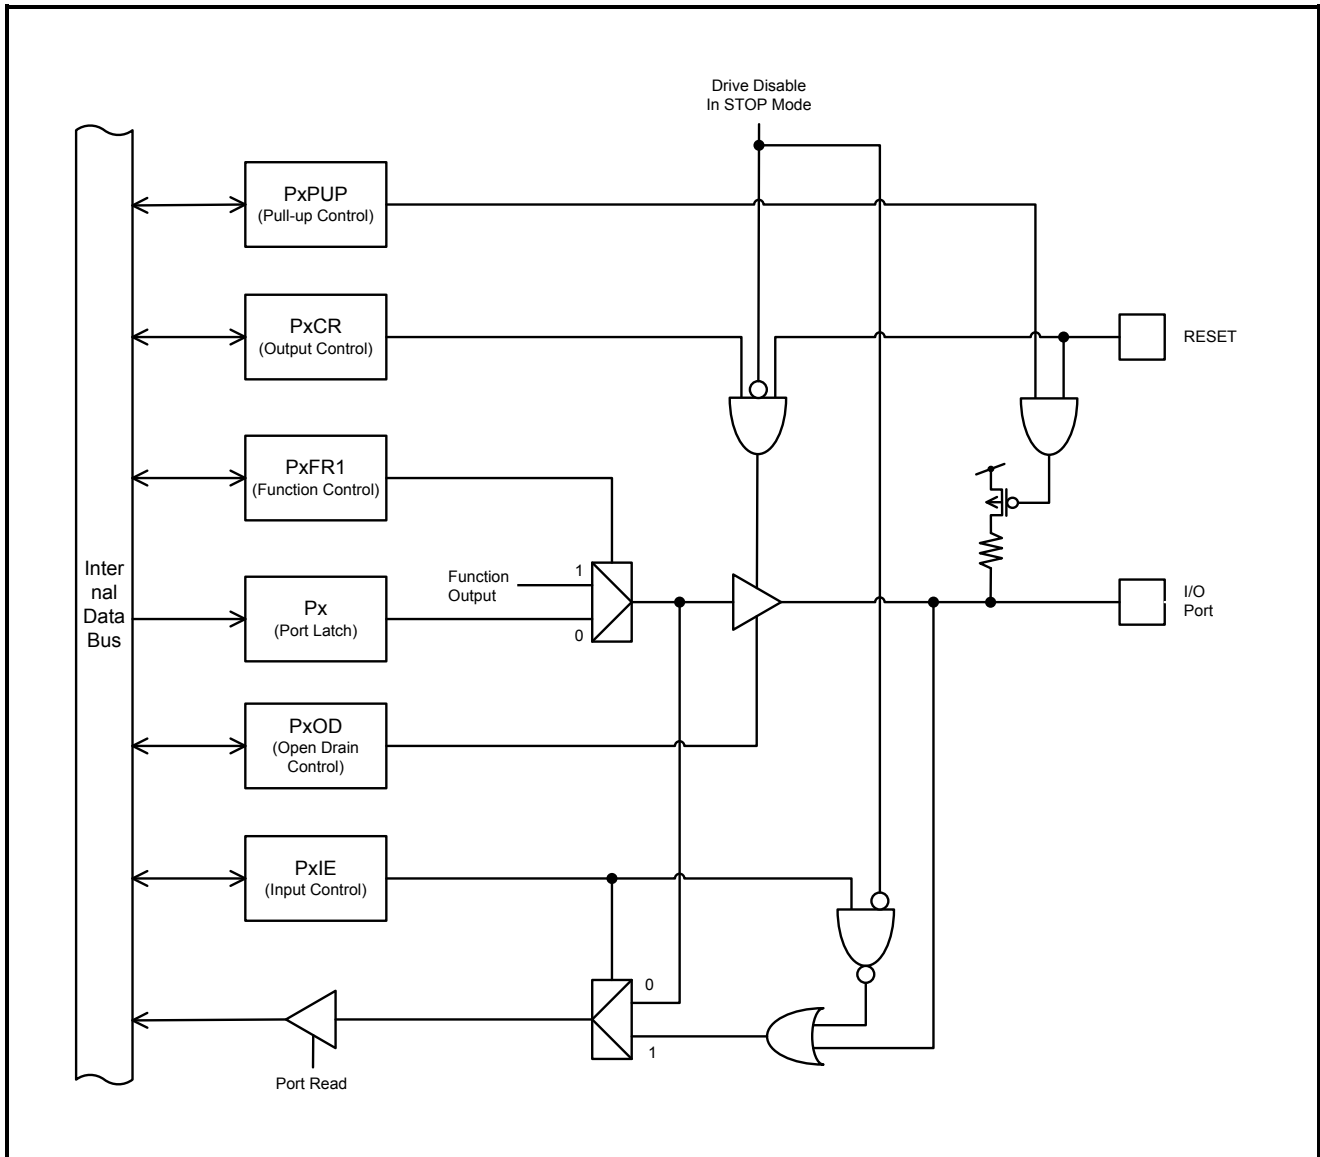 Drive Disable
In STOP Mode
PxPUP
(Pull-up Control)
PxCR
(Output Control)
RESET
PxFR1
(Function Control)
Inter
nal
Data
Bus
Function
Output
1
0
Px
(Port Latch)
I/O
Port
PxOD
(Open Drain
Control)
PxIE
(Input Control)
0
1
Port Read